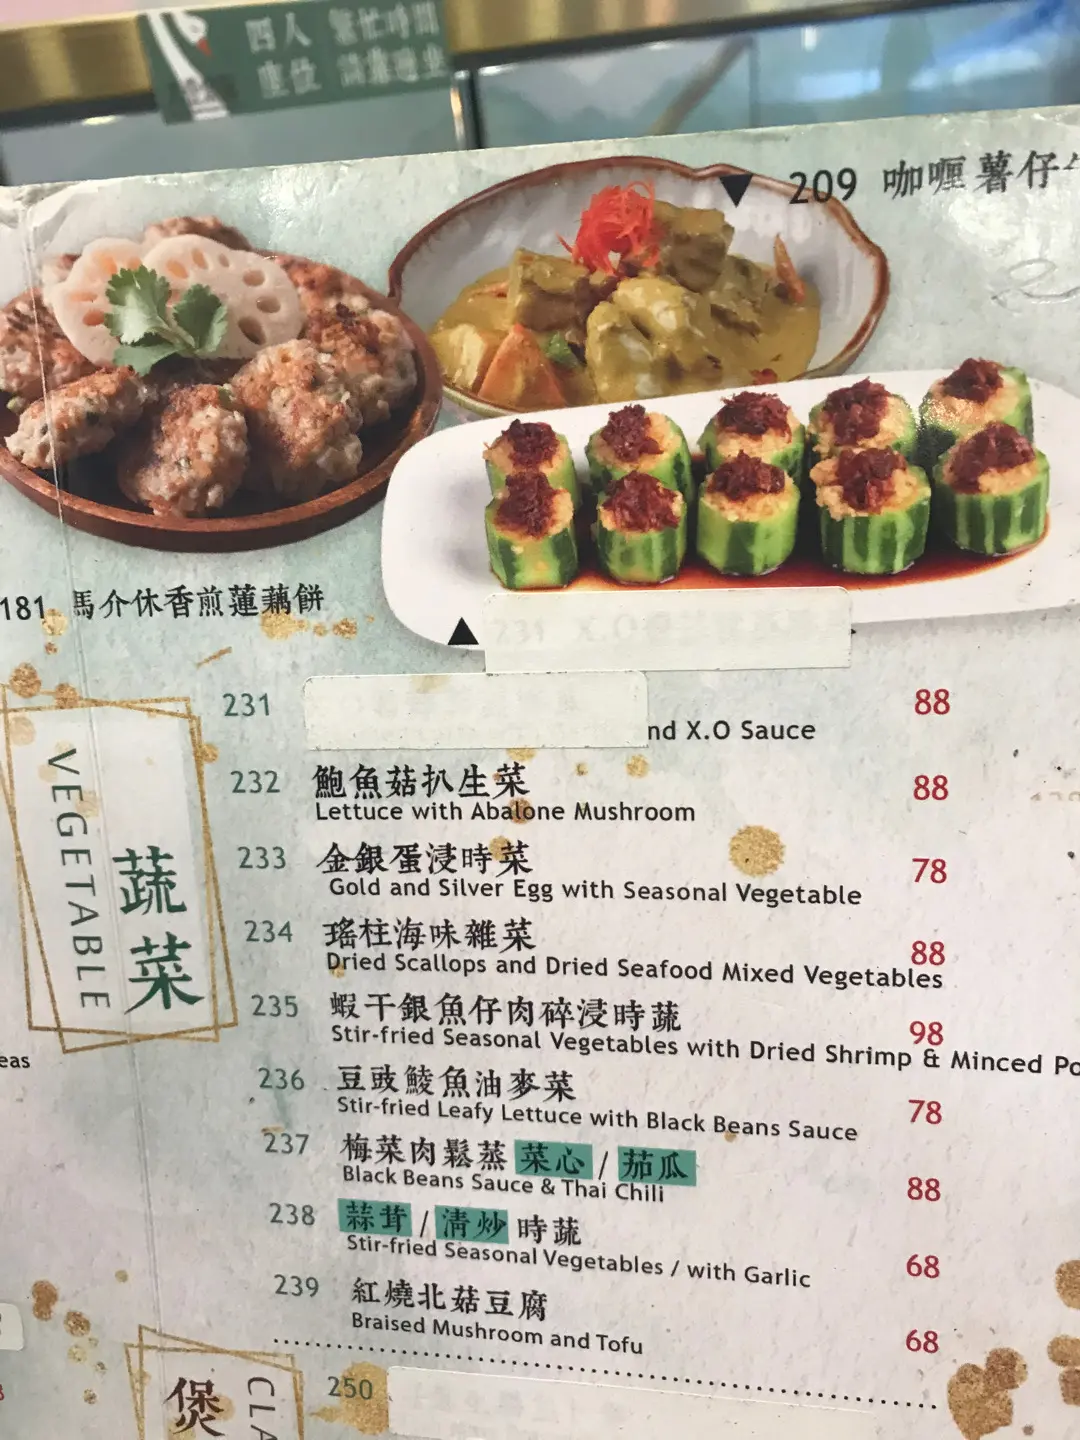 四人 繁忙時間
座位 請靠邊坐
209 咖喱薯仔
181 馬介休香煎蓮藕餅
VEGETABLE
蔬菜
231 88
nd X.O Sauce
232 鮑魚菇扒生菜 88
Lettuce with Abalone Mushroom
233 金銀蛋浸時菜 78
Gold and Silver Egg with Seasonal Vegetable
234 瑤柱海味雜菜 88
Dried Scallops and Dried Seafood Mixed Vegetables
235 蝦干銀魚仔肉碎浸時蔬 98
Stir-fried Seasonal Vegetables with Dried Shrimp & Minced Po
eas
236 豆豉鯪魚油麥菜 78
Stir-fried Leafy Lettuce with Black Beans Sauce
237 梅菜肉鬆蒸 菜心 / 茄瓜 88
Black Beans Sauce & Thai Chili
238 蒜茸 / 清炒 時蔬 68
Stir-fried Seasonal Vegetables / with Garlic
239 紅燒北菇豆腐 68
Braised Mushroom and Tofu
250
煲
CLA